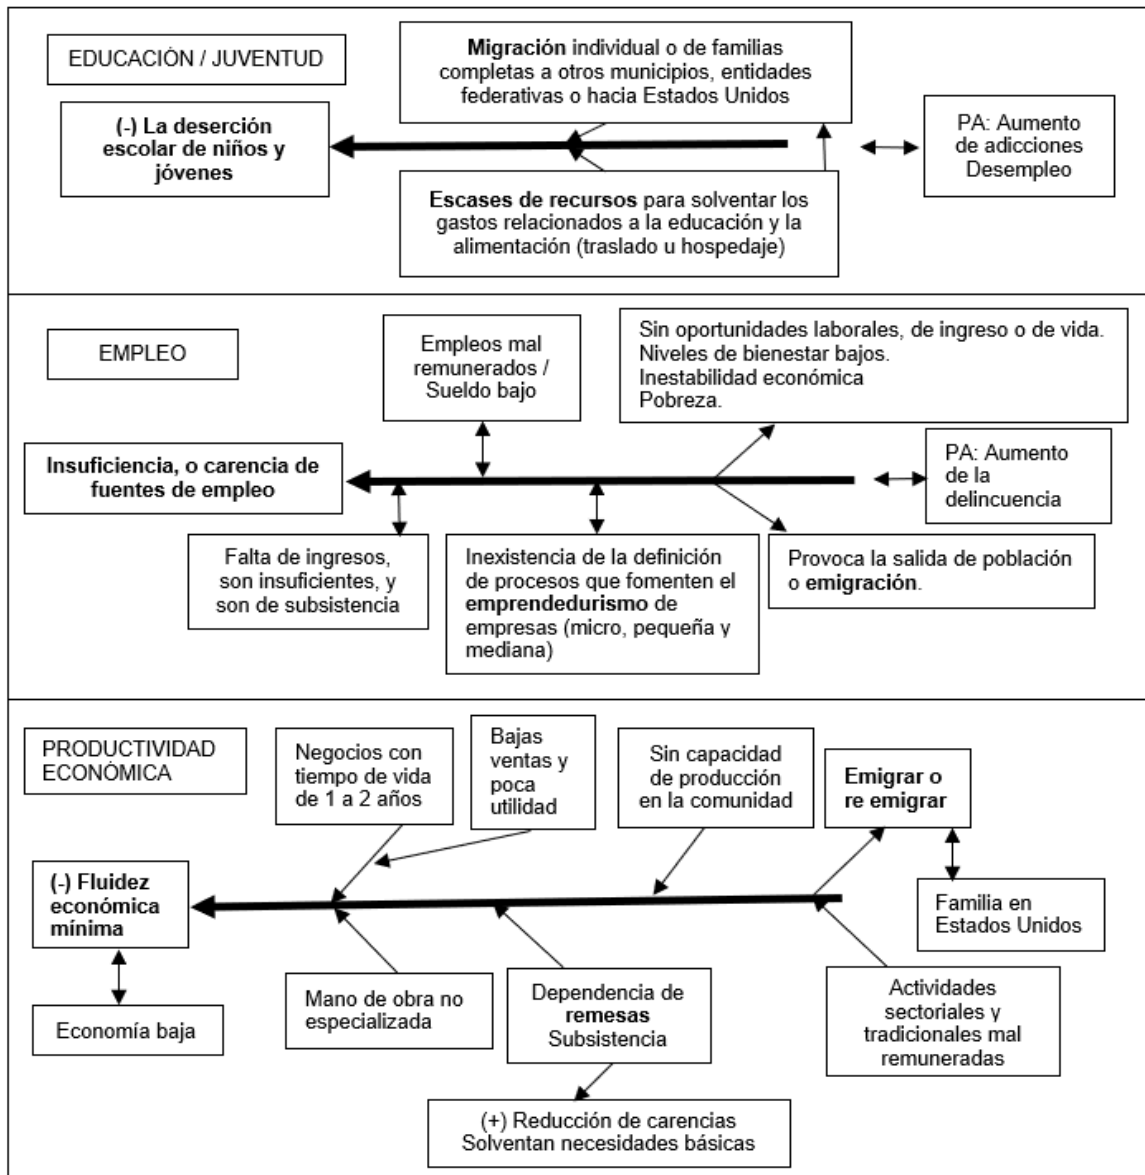 EDUCACIÓN / JUVENTUD
Migración individual o de familias
completas a otros municipios, entidades
federativas o hacia Estados Unidos
(-) La deserción
escolar de niños y
jóvenes
PA: Aumento
de adicciones
Desempleo
Escases de recursos para solventar los
gastos relacionados a la educación y la
alimentación (traslado u hospedaje)
EMPLEO
Empleos mal
remunerados /
Sueldo bajo
Sin oportunidades laborales, de ingreso o de vida.
Niveles de bienestar bajos.
Inestabilidad económica
Pobreza.
Insuficiencia, o carencia de
fuentes de empleo
PA: Aumento
de la
delincuencia
Falta de ingresos,
son insuficientes, y
son de subsistencia
Inexistencia de la definición
de procesos que fomenten el
emprendedurismo de
empresas (micro, pequeña y
mediana)
Provoca la salida de población
o emigración.
PRODUCTIVIDAD
ECONÓMICA
Negocios con
tiempo de vida
de 1 a 2 años
Bajas
ventas y
poca
utilidad
Sin capacidad
de producción
en la comunidad
Emigrar o
re emigrar
(-) Fluidez
económica
mínima
Familia en
Estados Unidos
Economía baja
Mano de obra no
especializada
Dependencia de
remesas
Subsistencia
Actividades
sectoriales y
tradicionales mal
remuneradas
(+) Reducción de carencias
Solventan necesidades básicas